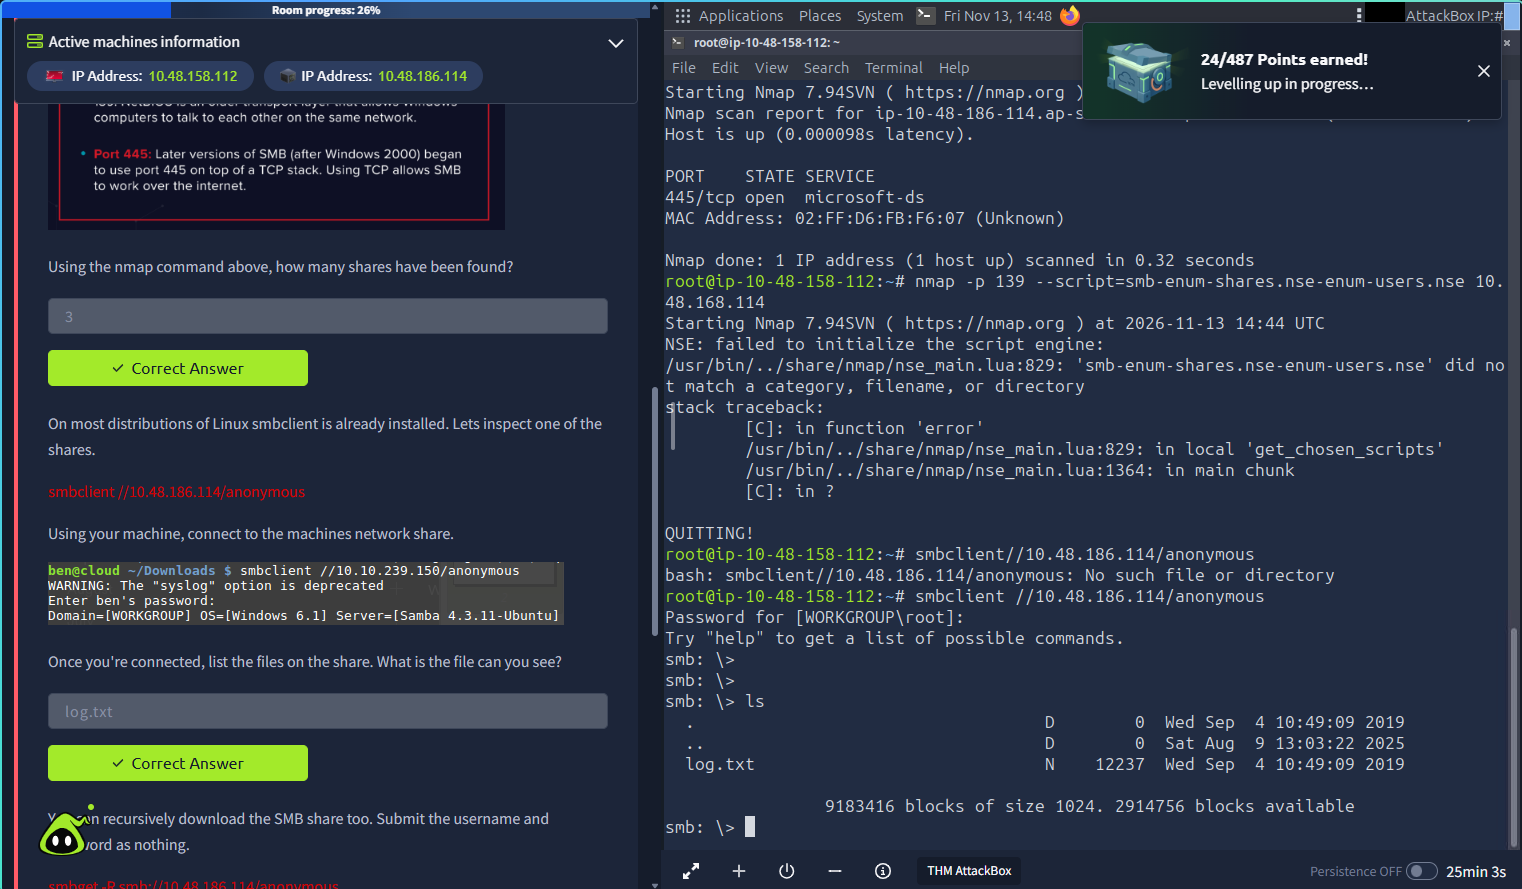 Room progress: 26%
Active machines information
IP Address: 10.48.158.112
IP Address: 10.48.186.114
computers to talk to each other on the same network.
Port 445: Later versions of SMB (after Windows 2000) began
to use port 445 on top of a TCP stack. Using TCP allows SMB
to work over the internet.
Using the nmap command above, how many shares have been found?
3
Correct Answer
On most distributions of Linux smbclient is already installed. Lets inspect one of the
shares.
smbclient //10.48.186.114/anonymous
Using your machine, connect to the machines network share.
ben@cloud ~/Downloads $ smbclient //10.10.239.150/anonymous
WARNING: The "syslog" option is deprecated
Enter ben's password:
Domain=[WORKGROUP] OS=[Windows 6.1] Server=[Samba 4.3.11-Ubuntu]
Once you're connected, list the files on the share. What is the file can you see?
log.txt
Correct Answer
recursively download the SMB share too. Submit the username and
as nothing.
smbget -R smb://10.48.186.114/anonymous
Applications Places System Fri Nov 13, 14:48 AttackBox IP:#
root@ip-10-48-158-112: ~
File Edit View Search Terminal Help
24/487 Points earned!
Levelling up in progress...
Starting Nmap 7.94SVN ( https://nmap.org )
Nmap scan report for ip-10-48-186-114.ap-s
Host is up (0.000098s latency).
PORT    STATE SERVICE
445/tcp open  microsoft-ds
MAC Address: 02:FF:D6:FB:F6:07 (Unknown)
Nmap done: 1 IP address (1 host up) scanned in 0.32 seconds
root@ip-10-48-158-112:~# nmap -p 139 --script=smb-enum-shares.nse-enum-users.nse 10.
48.168.114
Starting Nmap 7.94SVN ( https://nmap.org ) at 2026-11-13 14:44 UTC
NSE: failed to initialize the script engine:
/usr/bin/../share/nmap/nse_main.lua:829: 'smb-enum-shares.nse-enum-users.nse' did no
t match a category, filename, or directory
stack traceback:
[C]: in function 'error'
/usr/bin/../share/nmap/nse_main.lua:829: in local 'get_chosen_scripts'
/usr/bin/../share/nmap/nse_main.lua:1364: in main chunk
[C]: in ?
QUITTING!
root@ip-10-48-158-112:~# smbclient//10.48.186.114/anonymous
bash: smbclient//10.48.186.114/anonymous: No such file or directory
root@ip-10-48-158-112:~# smbclient //10.48.186.114/anonymous
Password for [WORKGROUP\root]:
Try "help" to get a list of possible commands.
smb: \>
smb: \>
smb: \> ls
.    D    0  Wed Sep  4 10:49:09 2019
..    D    0  Sat Aug  9 13:03:22 2025
log.txt    N    12237  Wed Sep  4 10:49:09 2019
9183416 blocks of size 1024. 2914756 blocks available
smb: \>
THM AttackBox
Persistence OFF 25min 3s